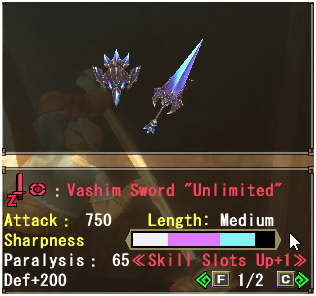 Z : Vashim Sword "Unlimited"
Attack : 750 Length: Medium
Sharpness
Paralysis : 65≪Skill Slots Up+1≫
Def+200 F 1/2 C